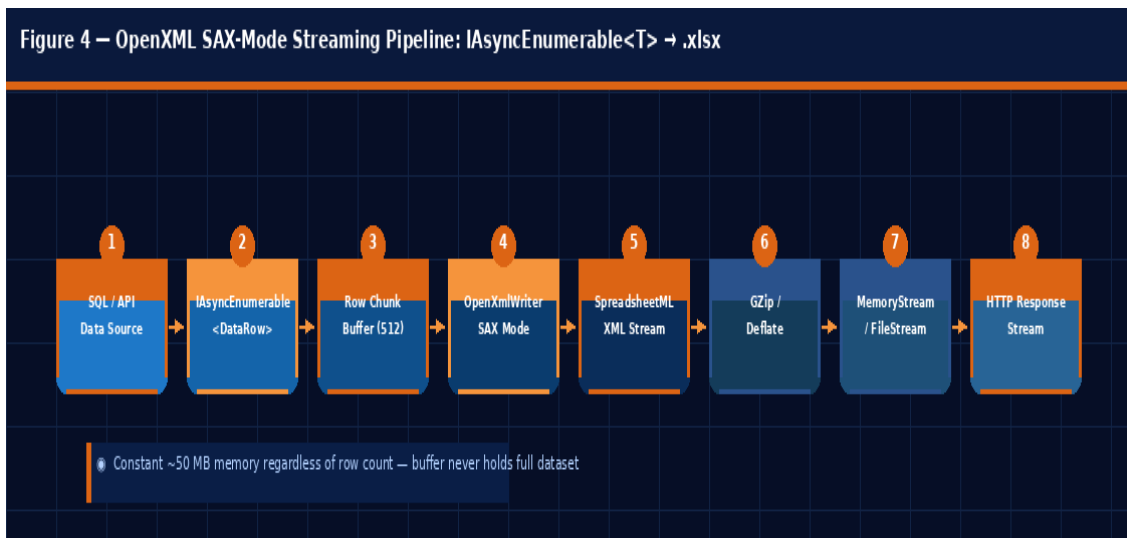 Figure 4 — OpenXML SAX-Mode Streaming Pipeline: IAsyncEnumerable<T> → .xlsx
1
SQL / API
Data Source
2
IAsyncEnumerable
<DataRow>
3
Row Chunk
Buffer (512)
4
OpenXmlWriter
SAX Mode
5
SpreadsheetML
XML Stream
6
GZip /
Deflate
7
MemoryStream
/ FileStream
8
HTTP Response
Stream
◉ Constant ~50 MB memory regardless of row count — buffer never holds full dataset